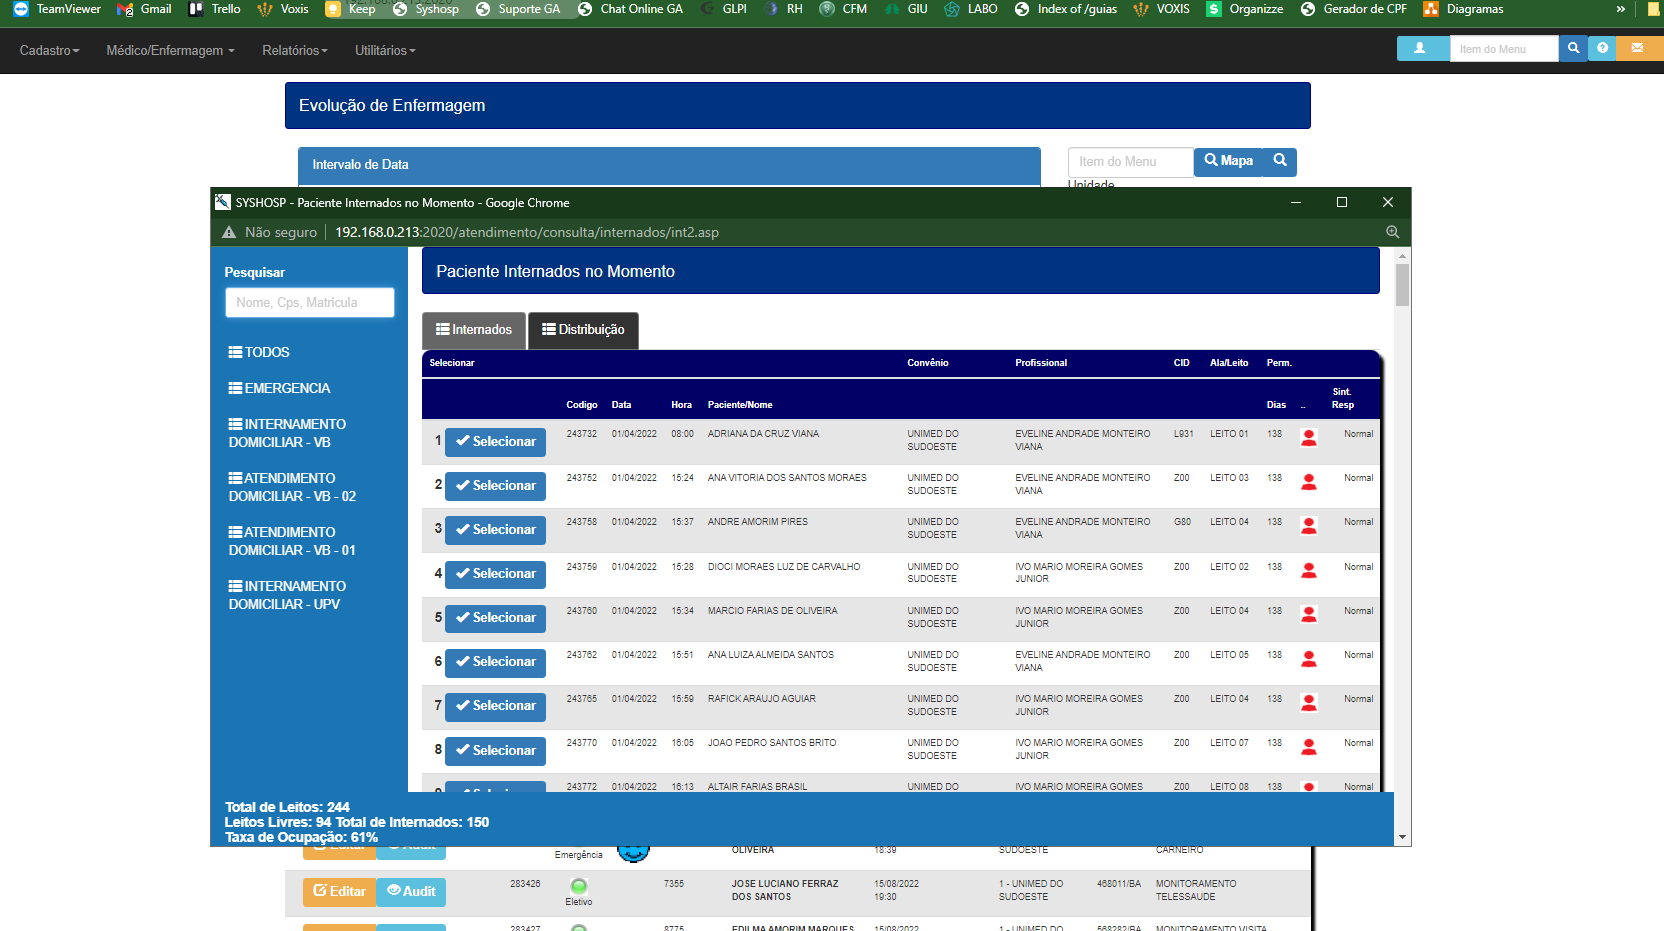 TeamViewer Gmail Trello Voxis Keep Syshosp Suporte GA Chat Online GA GLPI RH CFM GIU LABO Index of /guias VOXIS Organizze Gerador de CPF Diagramas »
Cadastro Médico/Enfermagem Relatórios Utilitários Item do Menu
Evolução de Enfermagem
Intervalo de Data
Item do Menu Mapa
Unidade
SYSHOSP - Paciente Internados no Momento - Google Chrome
Não seguro 192.168.0.213:2020/atendimento/consulta/internados/int2.asp
Pesquisar
Nome, Cps, Matricula
TODOS
EMERGENCIA
INTERNAMENTO
DOMICILIAR - VB
ATENDIMENTO
DOMICILIAR - VB - 02
ATENDIMENTO
DOMICILIAR - VB - 01
INTERNAMENTO
DOMICILIAR - UPV
Paciente Internados no Momento
Internados Distribuição
Selecionar Convênio Profissional CID Ala/Leito Perm.
Codigo Data Hora Paciente/Nome Dias .. Sint. Resp
1 Selecionar 243732 01/04/2022 08:00 ADRIANA DA CRUZ VIANA UNIMED DO SUDOESTE EVELINE ANDRADE MONTEIRO VIANA L931 LEITO 01 138 Normal
2 Selecionar 243752 01/04/2022 15:24 ANA VITORIA DOS SANTOS MORAES UNIMED DO SUDOESTE EVELINE ANDRADE MONTEIRO VIANA Z00 LEITO 03 138 Normal
3 Selecionar 243758 01/04/2022 15:37 ANDRE AMORIM PIRES UNIMED DO SUDOESTE EVELINE ANDRADE MONTEIRO VIANA G80 LEITO 04 138 Normal
4 Selecionar 243759 01/04/2022 15:28 DIOCI MORAES LUZ DE CARVALHO UNIMED DO SUDOESTE IVO MARIO MOREIRA GOMES JUNIOR Z00 LEITO 02 138 Normal
5 Selecionar 243760 01/04/2022 15:34 MARCIO FARIAS DE OLIVEIRA UNIMED DO SUDOESTE IVO MARIO MOREIRA GOMES JUNIOR Z00 LEITO 04 138 Normal
6 Selecionar 243762 01/04/2022 15:51 ANA LUIZA ALMEIDA SANTOS UNIMED DO SUDOESTE EVELINE ANDRADE MONTEIRO VIANA Z00 LEITO 05 138 Normal
7 Selecionar 243765 01/04/2022 15:59 RAFICK ARAUJO AGUIAR UNIMED DO SUDOESTE IVO MARIO MOREIRA GOMES JUNIOR Z00 LEITO 04 138 Normal
8 Selecionar 243770 01/04/2022 16:05 JOAO PEDRO SANTOS BRITO UNIMED DO SUDOESTE IVO MARIO MOREIRA GOMES JUNIOR Z00 LEITO 07 138 Normal
243772 01/04/2022 16:13 ALTAIR FARIAS BRASIL UNIMED DO IVO MARIO MOREIRA GOMES Z00 LEITO 08 138 Normal
Total de Leitos: 244
Leitos Livres: 94 Total de Internados: 150
Taxa de Ocupação: 61%
Editar Audit Emergência OLIVEIRA 18:39 SUDOESTE CARNEIRO
Editar Audit 283426 Eletivo 7355 JOSE LUCIANO FERRAZ DOS SANTOS 15/08/2022 19:30 1 - UNIMED DO SUDOESTE 468011/BA MONITORAMENTO TELESSAUDE
283427 8775 EDILMA AMORIM MARQUES 15/08/2022 1 - UNIMED DO 568282/BA MONITORAMENTO VISITA